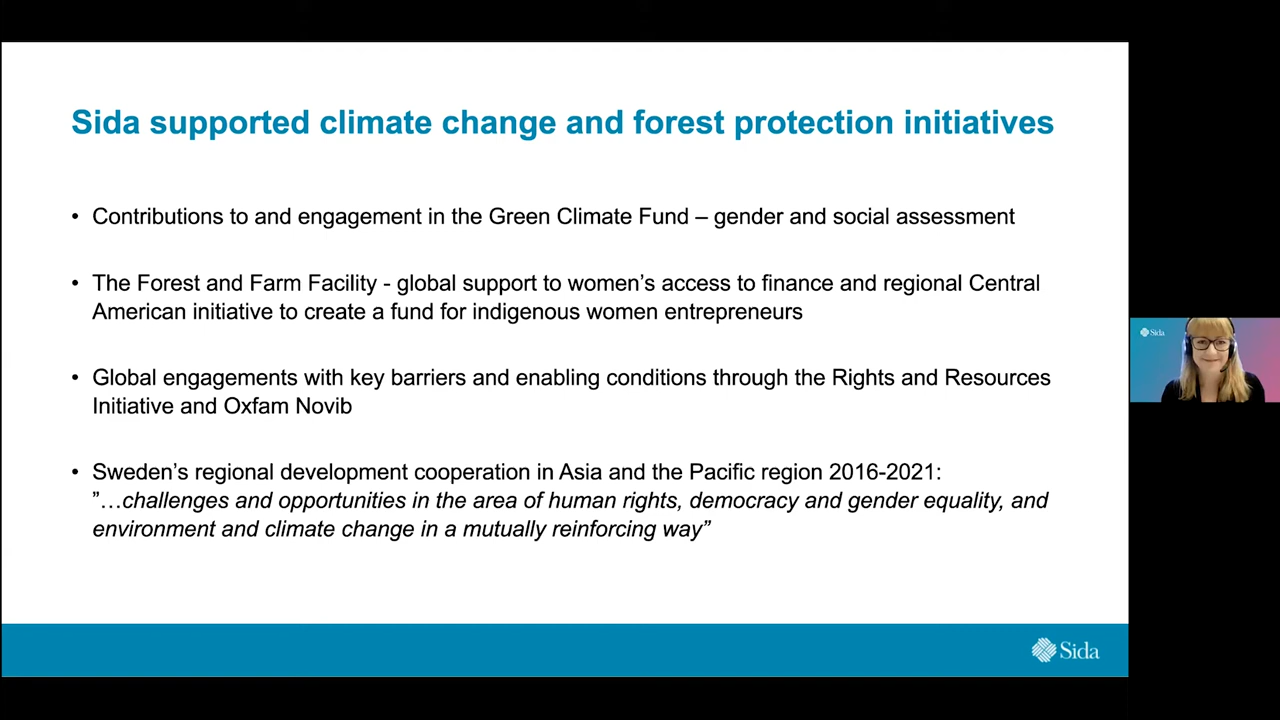 Sida supported climate change and forest protection initiatives
• Contributions to and engagement in the Green Climate Fund – gender and social assessment
• The Forest and Farm Facility - global support to women’s access to finance and regional Central
American initiative to create a fund for indigenous women entrepreneurs
• Global engagements with key barriers and enabling conditions through the Rights and Resources
Initiative and Oxfam Novib
• Sweden’s regional development cooperation in Asia and the Pacific region 2016-2021:
”…challenges and opportunities in the area of human rights, democracy and gender equality, and
environment and climate change in a mutually reinforcing way”
Sida
Sida